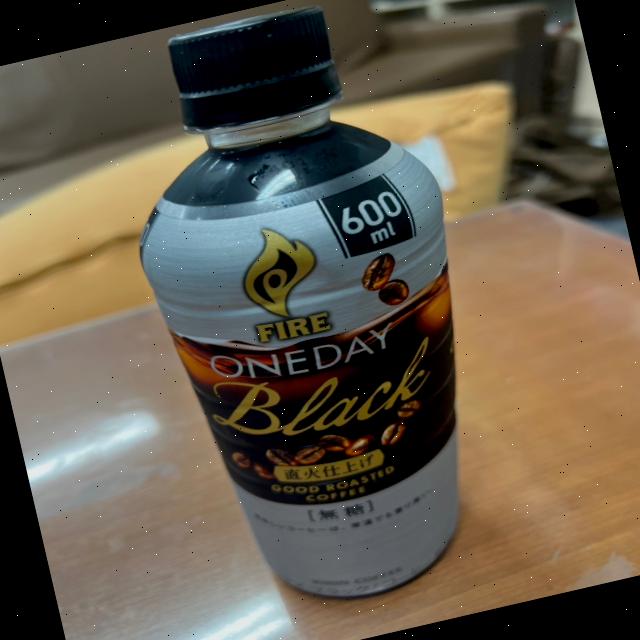 600
ml
FIRE
ONEDAY
Black
直火仕上げ
GOOD ROASTED
COFFEE
[無糖]